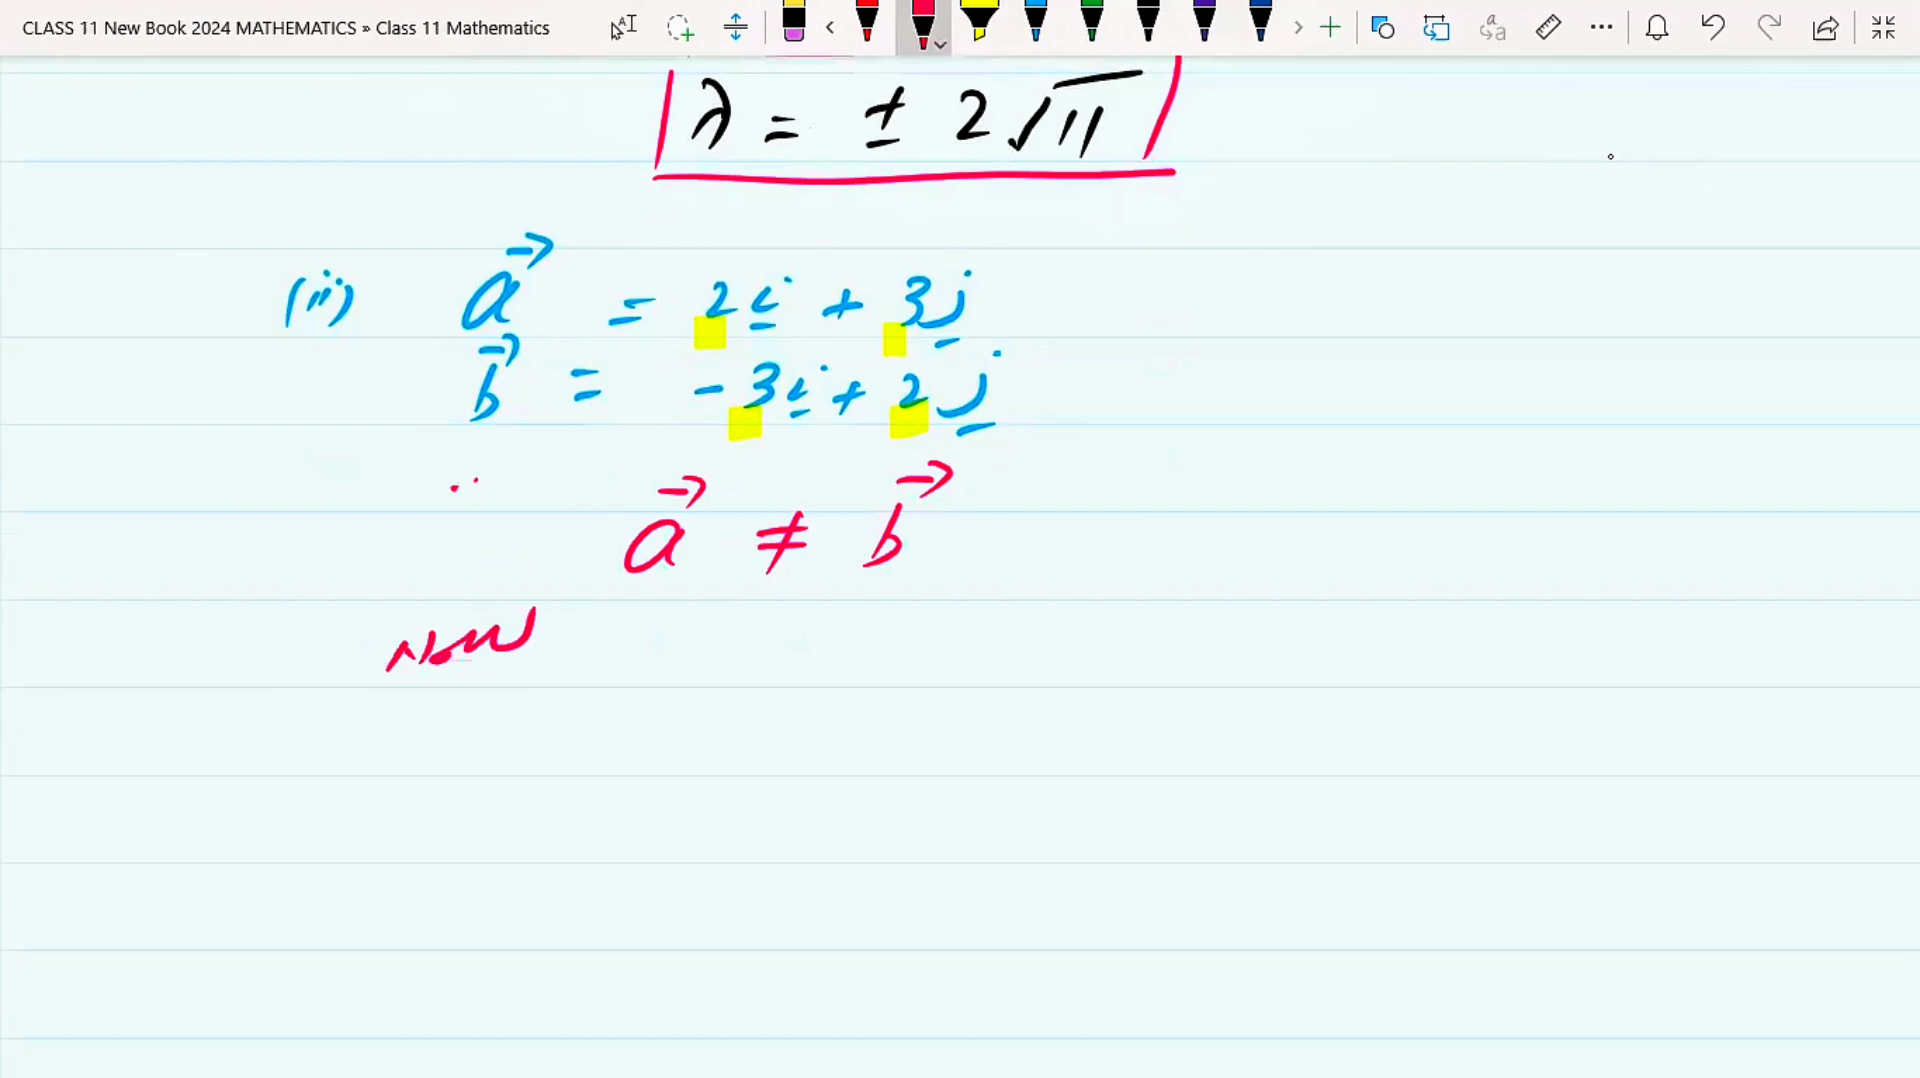 CLASS 11 New Book 2024 MATHEMATICS » Class 11 Mathematics
λ = ± 2√11
(ii) a⃗ = 2i + 3j
b⃗ = -3i + 2j
a⃗ ≠ b⃗
Now